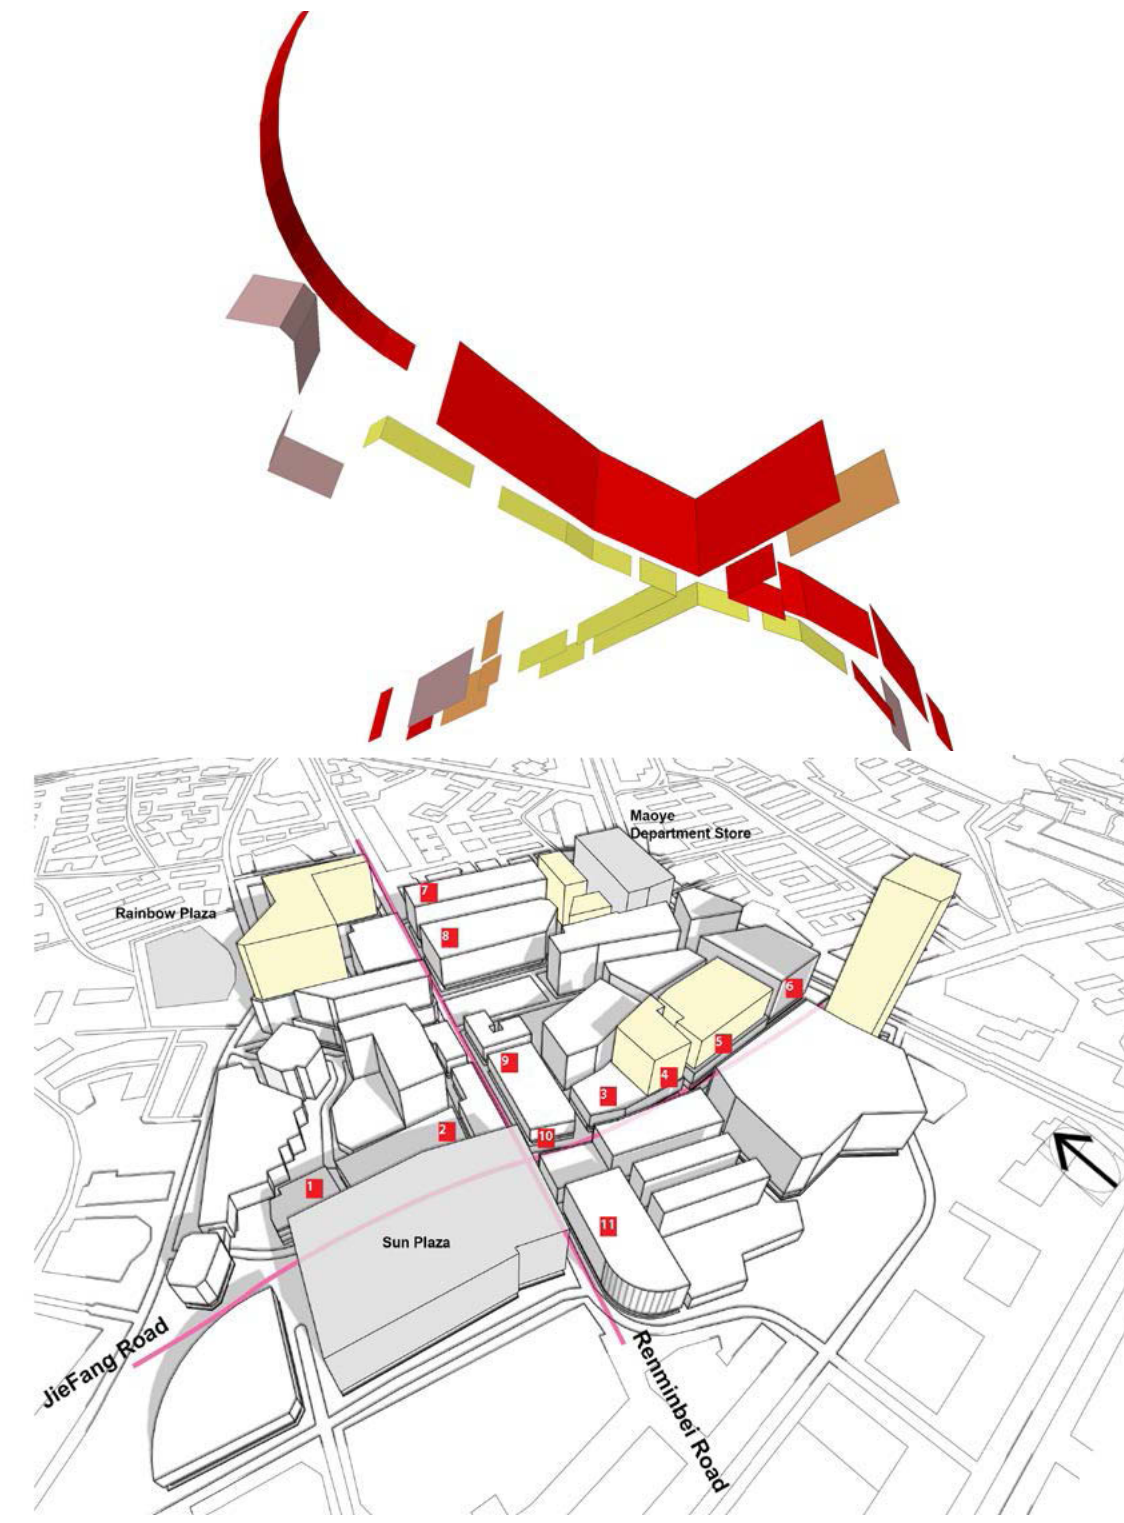 Maoye
Department Store
7
Rainbow Plaza
8
6
5
9
4
3
2
10
1
11
Sun Plaza
JieFang Road
Renminbei Road